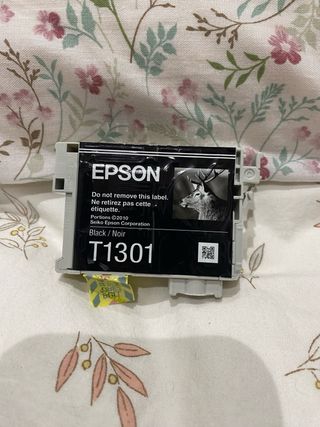 EPSON
Do not remove this label.
Ne retirez pas cette
étiquette.
Portions ©2010
Seiko Epson Corporation
Black / Noir
T1301